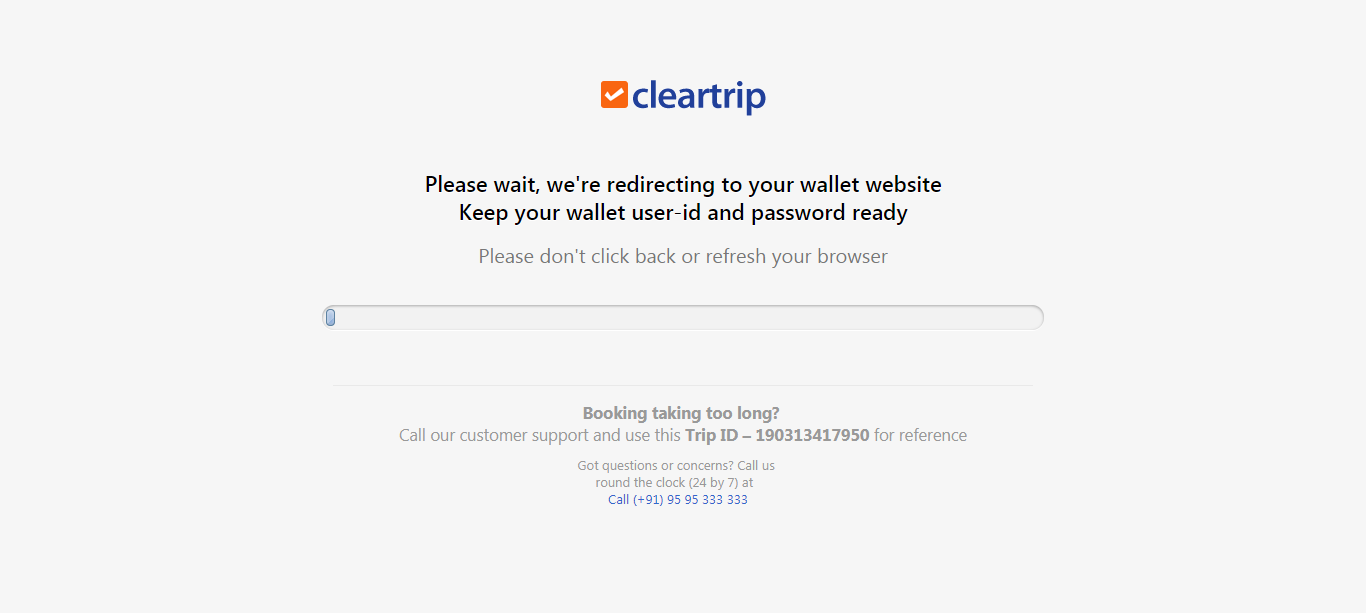 cleartrip
Please wait, we're redirecting to your wallet website
Keep your wallet user-id and password ready
Please don't click back or refresh your browser
Booking taking too long?
Call our customer support and use this Trip ID – 190313417950 for reference
Got questions or concerns? Call us
round the clock (24 by 7) at
Call (+91) 95 95 333 333